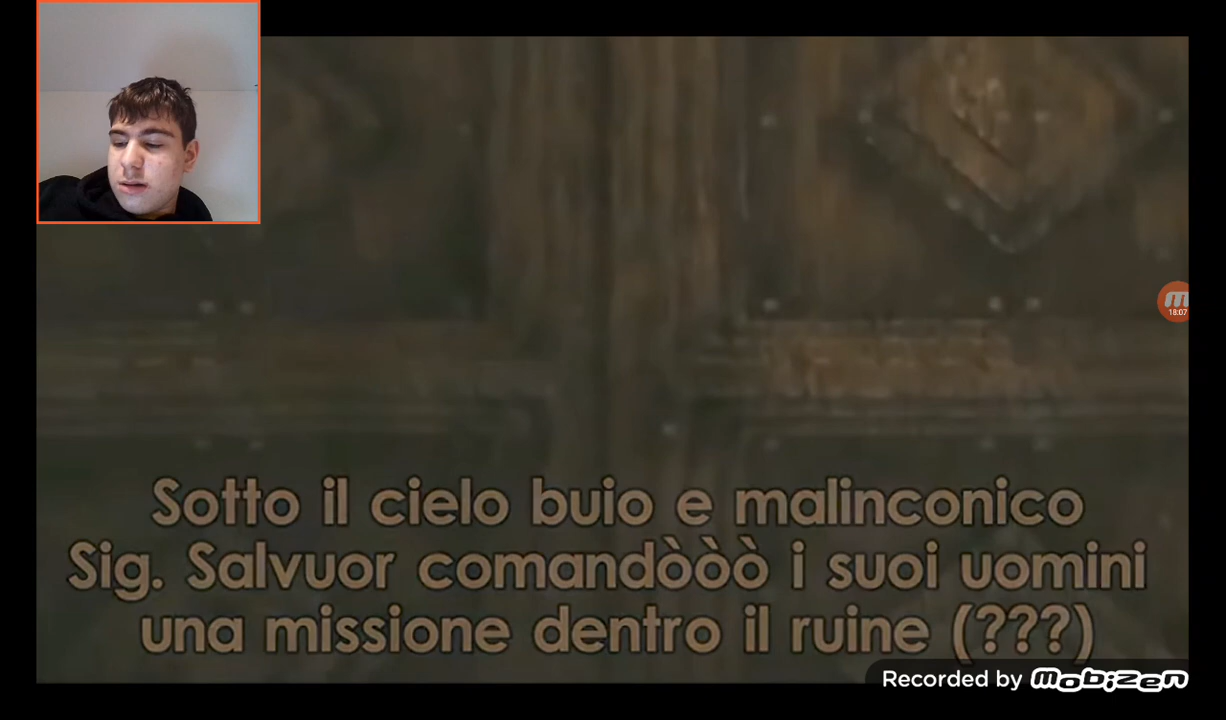 18:07
Sotto il cielo buio e malinconico
Sig. Salvuor comandòòò i suoi uomini
una missione dentro il ruine (???)
Recorded by mobizen